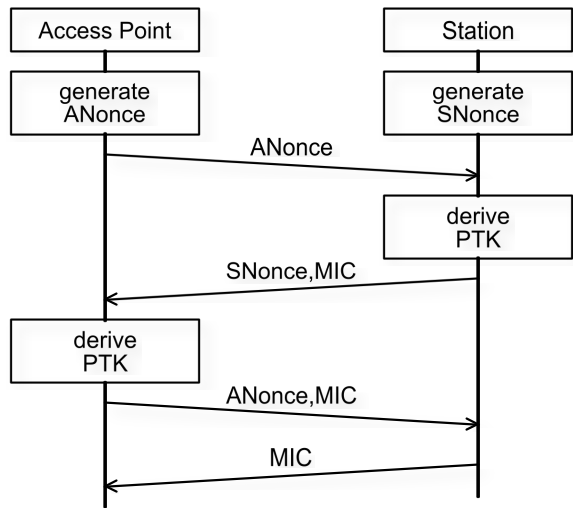 Access Point
Station
generate
ANonce
generate
SNonce
ANonce
derive
PTK
SNonce,MIC
derive
PTK
ANonce,MIC
MIC